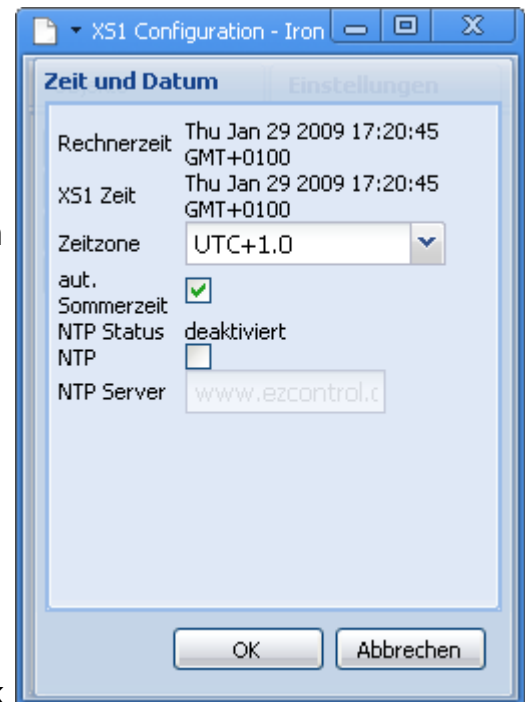 XS1 Configuration - Iron
Zeit und Datum
Einstellungen
Rechnerzeit Thu Jan 29 2009 17:20:45
GMT+0100
XS1 Zeit Thu Jan 29 2009 17:20:45
GMT+0100
Zeitzone UTC+1.0
aut.
Sommerzeit
NTP Status deaktiviert
NTP
NTP Server www.ezcontrol.c
OK Abbrechen